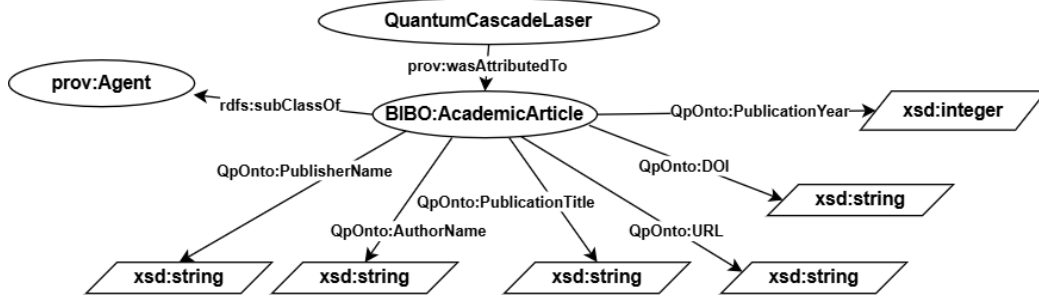 QuantumCascadeLaser
prov:wasAttributedTo
prov:Agent
rdfs:subClassOf
BIBO:AcademicArticle
QpOnto:PublicationYear
xsd:integer
QpOnto:PublisherName
QpOnto:DOI
QpOnto:PublicationTitle
xsd:string
QpOnto:AuthorName
QpOnto:URL
xsd:string
xsd:string
xsd:string
xsd:string